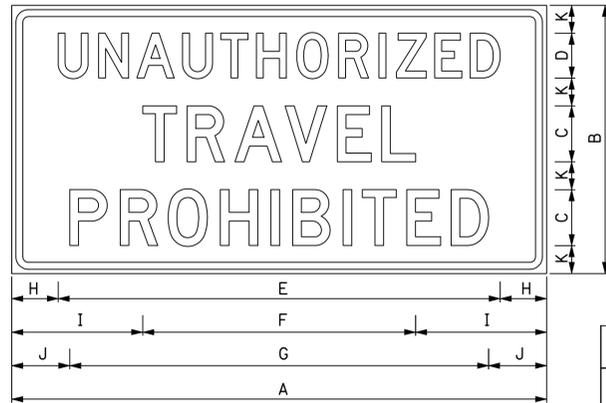 UNAUTHORIZED
TRAVEL
PROHIBITED
K
D
K
C
K
C
K
B
H E H
I F I
J G J
A